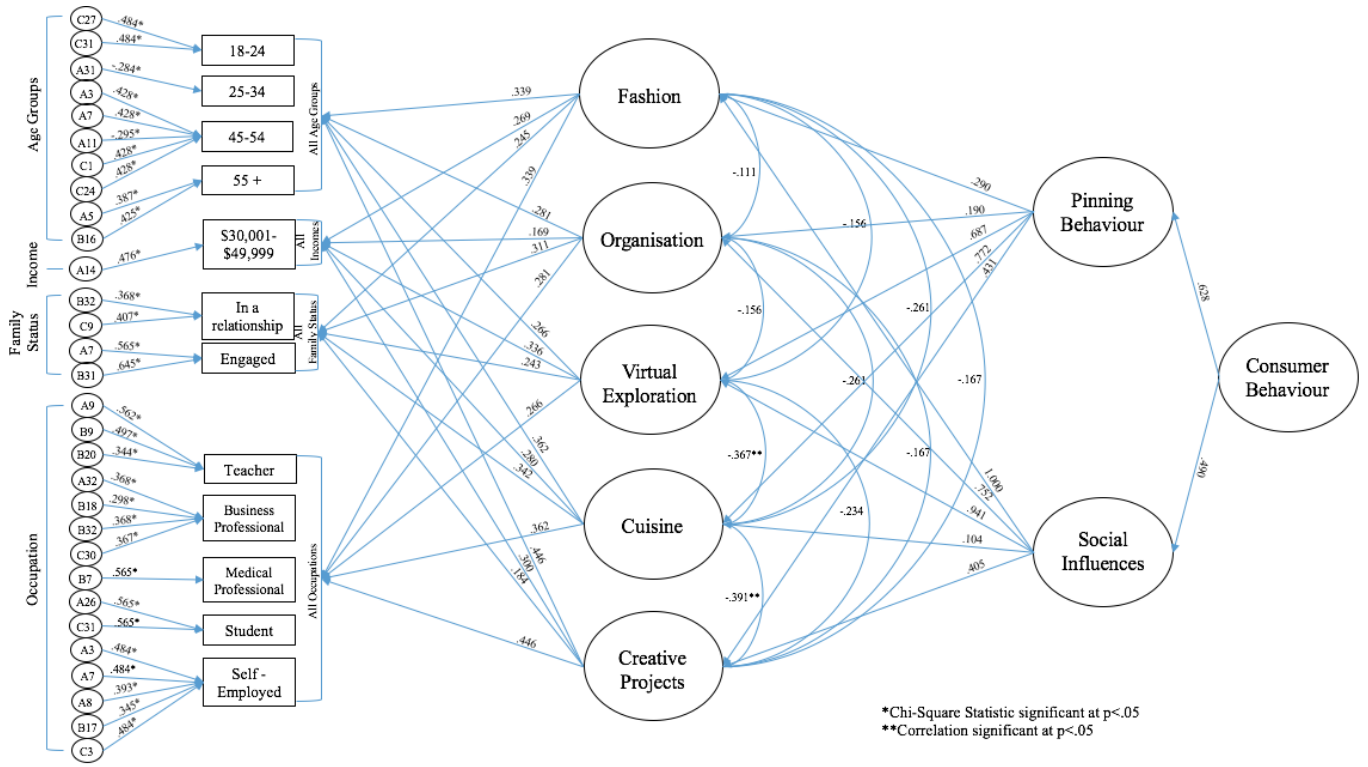 Age Groups
C27
.484*
C31
.484*
A31
-.284*
A3
.428*
A7
.428*
A11
-.295*
C1
.428*
C24
.428*
A5
.387*
B16
.425*
18-24
25-34
45-54
55 +
All Age Groups
Income
A14
.476*
$30,001-
$49,999
All
Incomes
Family
Status
B32
.368*
C9
.407*
A7
.565*
B31
.645*
In a
relationship
Engaged
All
Family Status
Occupation
A9
.562*
B9
.497*
B20
.344*
A32
.368*
B18
.298*
B32
.368*
C30
.367*
B7
.565*
A26
.565*
C31
.565*
A3
.484*
A7
.484*
A8
.393*
B17
.345*
C3
.484*
Teacher
Business
Professional
Medical
Professional
Student
Self -
Employed
All Occupations
.339
.269
.245
.339
.281
.169
.311
.281
.266
.336
.243
.266
.362
.280
.342
.362
.446
.300
.184
.446
Fashion
Organisation
Virtual
Exploration
Cuisine
Creative
Projects
-.111
-.156
-.156
-.261
-.261
-.167
-.167
-.367**
-.234
-.391**
.290
.190
.687
.772
.431
1.000
.752
.941
.104
.405
Pinning
Behaviour
Social
Influences
.628
.490
Consumer
Behaviour
*Chi-Square Statistic significant at p<.05
**Correlation significant at p<.05